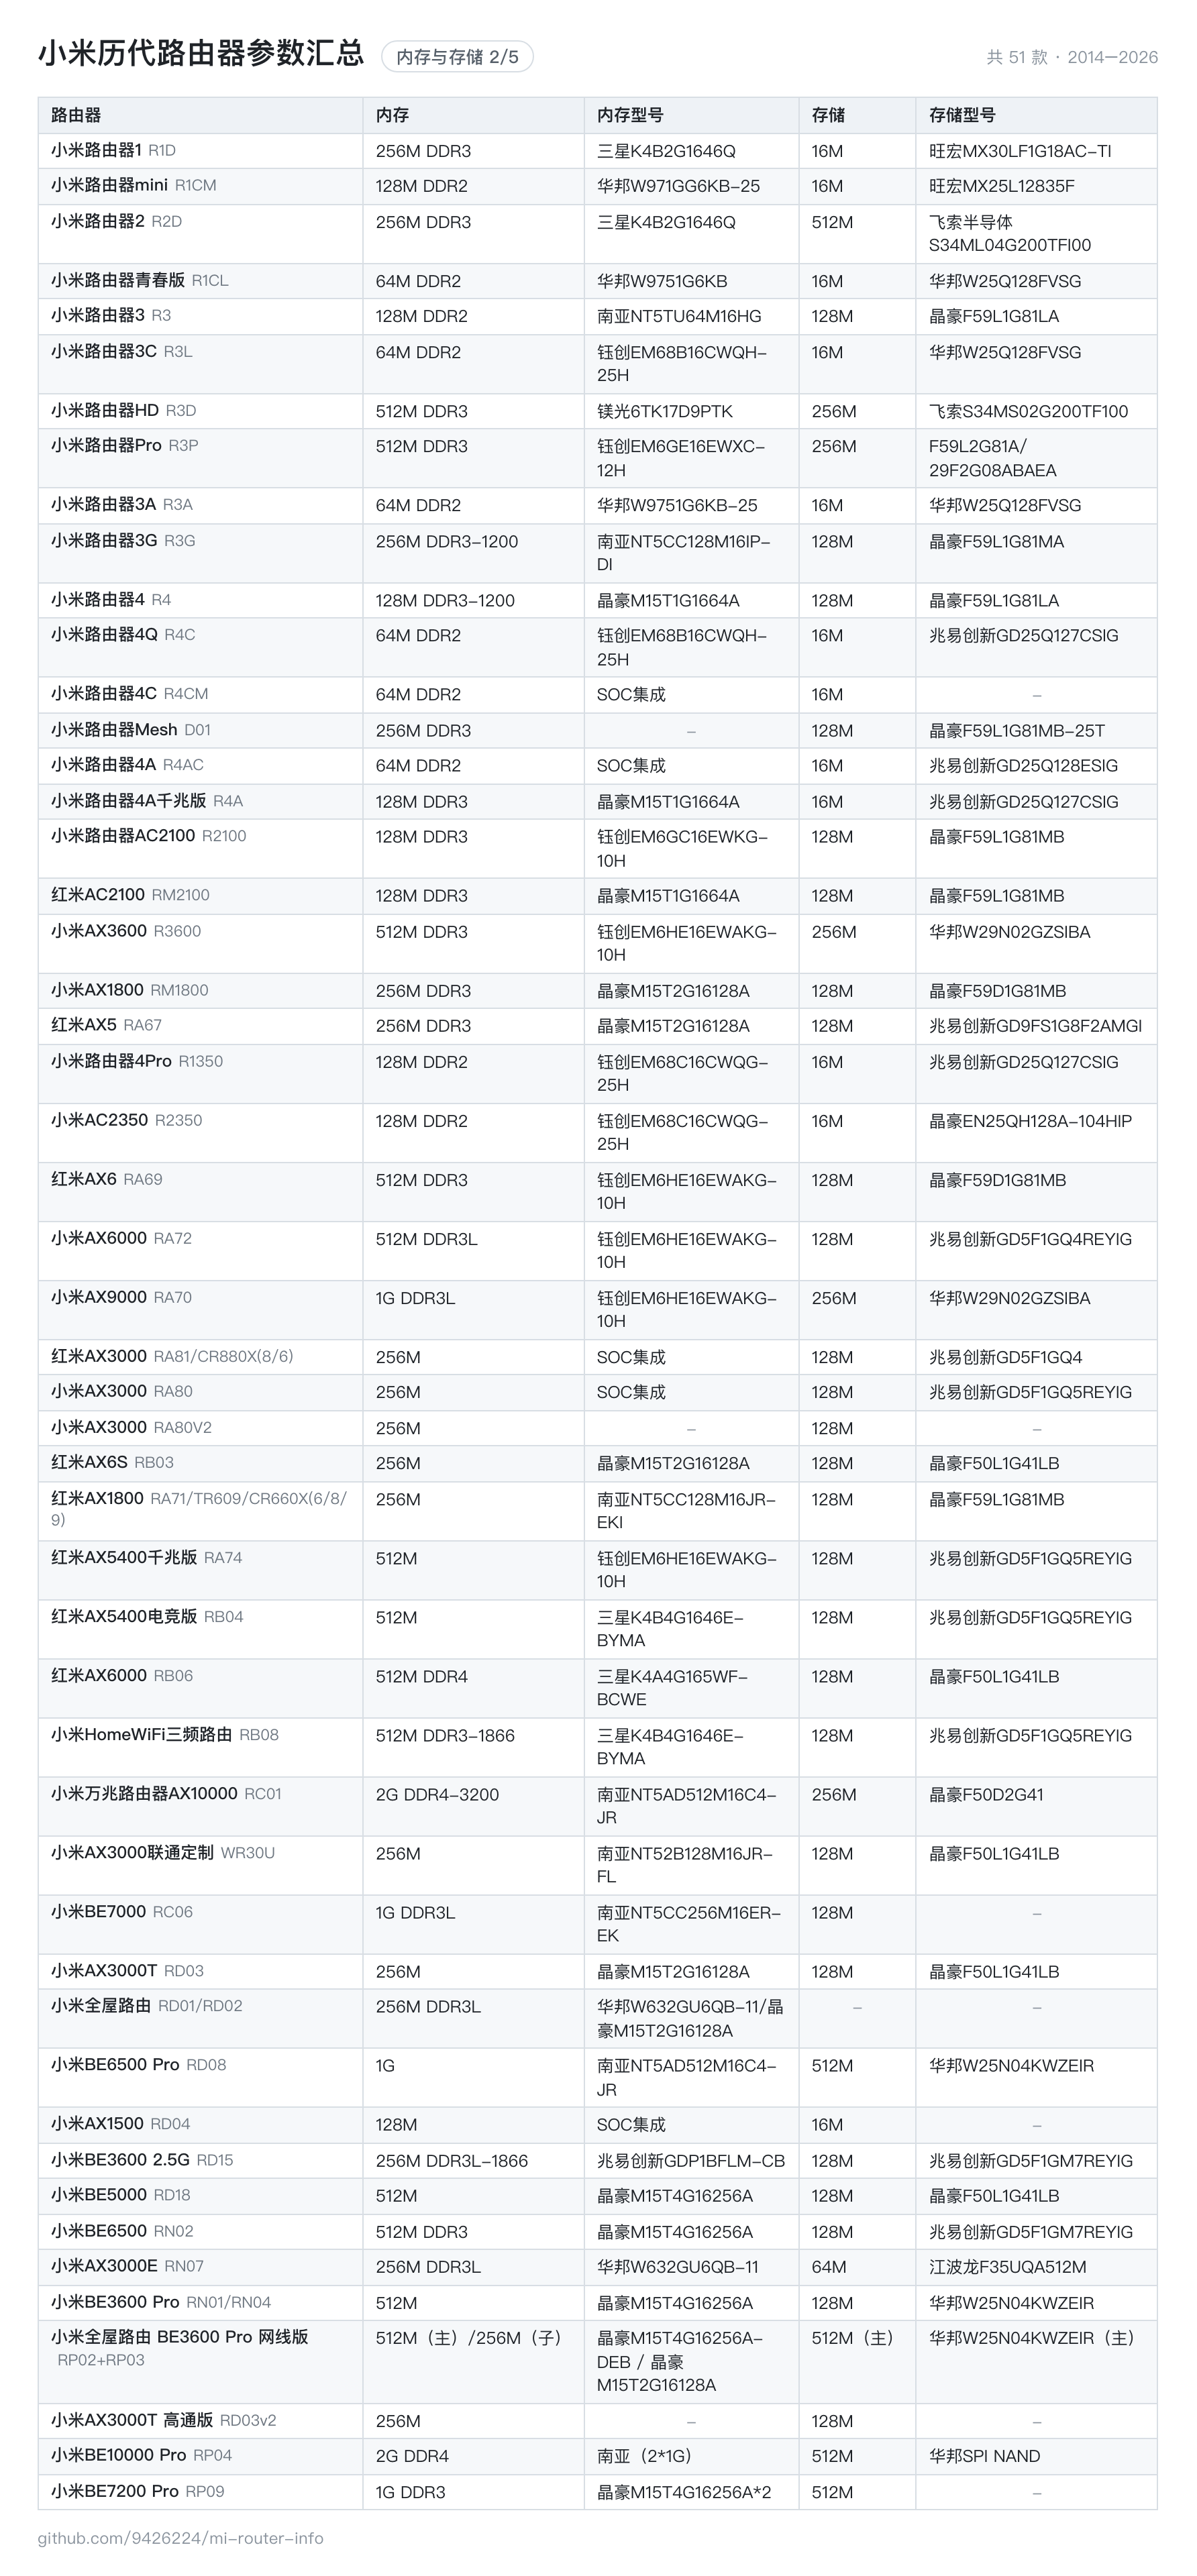 小米历代路由器参数汇总 内存与存储 2/5 共 51 款 · 2014—2026
路由器 内存 内存型号 存储 存储型号
小米路由器1 R1D 256M DDR3 三星K4B2G1646Q 16M 旺宏MX30LF1G18AC-TI
小米路由器mini R1CM 128M DDR2 华邦W971GG6KB-25 16M 旺宏MX25L12835F
小米路由器2 R2D 256M DDR3 三星K4B2G1646Q 512M 飞索半导体
S34ML04G200TFI00
小米路由器青春版 R1CL 64M DDR2 华邦W9751G6KB 16M 华邦W25Q128FVSG
小米路由器3 R3 128M DDR2 南亚NT5TU64M16HG 128M 晶豪F59L1G81LA
小米路由器3C R3L 64M DDR2 钰创EM68B16CWQH- 16M 华邦W25Q128FVSG
25H
小米路由器HD R3D 512M DDR3 镁光6TK17D9PTK 256M 飞索S34MS02G200TF100
小米路由器Pro R3P 512M DDR3 钰创EM6GE16EWXC- 256M F59L2G81A/
12H 29F2G08ABAEA
小米路由器3A R3A 64M DDR2 华邦W9751G6KB-25 16M 华邦W25Q128FVSG
小米路由器3G R3G 256M DDR3-1200 南亚NT5CC128M16IP- 128M 晶豪F59L1G81MA
DI
小米路由器4 R4 128M DDR3-1200 晶豪M15T1G1664A 128M 晶豪F59L1G81LA
小米路由器4Q R4C 64M DDR2 钰创EM68B16CWQH- 16M 兆易创新GD25Q127CSIG
25H
小米路由器4C R4CM 64M DDR2 SOC集成 16M –
小米路由器Mesh D01 256M DDR3 – 128M 晶豪F59L1G81MB-25T
小米路由器4A R4AC 64M DDR2 SOC集成 16M 兆易创新GD25Q128ESIG
小米路由器4A千兆版 R4A 128M DDR3 晶豪M15T1G1664A 16M 兆易创新GD25Q127CSIG
小米路由器AC2100 R2100 128M DDR3 钰创EM6GC16EWKG- 128M 晶豪F59L1G81MB
10H
红米AC2100 RM2100 128M DDR3 晶豪M15T1G1664A 128M 晶豪F59L1G81MB
小米AX3600 R3600 512M DDR3 钰创EM6HE16EWAKG- 256M 华邦W29N02GZSIBA
10H
小米AX1800 RM1800 256M DDR3 晶豪M15T2G16128A 128M 晶豪F59D1G81MB
红米AX5 RA67 256M DDR3 晶豪M15T2G16128A 128M 兆易创新GD9FS1G8F2AMGI
小米路由器4Pro R1350 128M DDR2 钰创EM68C16CWQG- 16M 兆易创新GD25Q127CSIG
25H
小米AC2350 R2350 128M DDR2 钰创EM68C16CWQG- 16M 晶豪EN25QH128A-104HIP
25H
红米AX6 RA69 512M DDR3 钰创EM6HE16EWAKG- 128M 晶豪F59D1G81MB
10H
小米AX6000 RA72 512M DDR3L 钰创EM6HE16EWAKG- 128M 兆易创新GD5F1GQ4REYIG
10H
小米AX9000 RA70 1G DDR3L 钰创EM6HE16EWAKG- 256M 华邦W29N02GZSIBA
10H
红米AX3000 RA81/CR880X(8/6) 256M SOC集成 128M 兆易创新GD5F1GQ4
小米AX3000 RA80 256M SOC集成 128M 兆易创新GD5F1GQ5REYIG
小米AX3000 RA80V2 256M – 128M –
红米AX6S RB03 256M 晶豪M15T2G16128A 128M 晶豪F50L1G41LB
红米AX1800 RA71/TR609/CR660X(6/8/ 256M 南亚NT5CC128M16JR- 128M 晶豪F59L1G81MB
9) EKI
红米AX5400千兆版 RA74 512M 钰创EM6HE16EWAKG- 128M 兆易创新GD5F1GQ5REYIG
10H
红米AX5400电竞版 RB04 512M 三星K4B4G1646E- 128M 兆易创新GD5F1GQ5REYIG
BYMA
红米AX6000 RB06 512M DDR4 三星K4A4G165WF- 128M 晶豪F50L1G41LB
BCWE
小米HomeWiFi三频路由 RB08 512M DDR3-1866 三星K4B4G1646E- 128M 兆易创新GD5F1GQ5REYIG
BYMA
小米万兆路由器AX10000 RC01 2G DDR4-3200 南亚NT5AD512M16C4- 256M 晶豪F50D2G41
JR
小米AX3000联通定制 WR30U 256M 南亚NT52B128M16JR- 128M 晶豪F50L1G41LB
FL
小米BE7000 RC06 1G DDR3L 南亚NT5CC256M16ER- 128M –
EK
小米AX3000T RD03 256M 晶豪M15T2G16128A 128M 晶豪F50L1G41LB
小米全屋路由 RD01/RD02 256M DDR3L 华邦W632GU6QB-11/晶 – –
豪M15T2G16128A
小米BE6500 Pro RD08 1G 南亚NT5AD512M16C4- 512M 华邦W25N04KWZEIR
JR
小米AX1500 RD04 128M SOC集成 16M –
小米BE3600 2.5G RD15 256M DDR3L-1866 兆易创新GDP1BFLM-CB 128M 兆易创新GD5F1GM7REYIG
小米BE5000 RD18 512M 晶豪M15T4G16256A 128M 晶豪F50L1G41LB
小米BE6500 RN02 512M DDR3 晶豪M15T4G16256A 128M 兆易创新GD5F1GM7REYIG
小米AX3000E RN07 256M DDR3L 华邦W632GU6QB-11 64M 江波龙F35UQA512M
小米BE3600 Pro RN01/RN04 512M 晶豪M15T4G16256A 128M 华邦W25N04KWZEIR
小米全屋路由 BE3600 Pro 网线版 512M（主）/256M（子） 晶豪M15T4G16256A- 512M（主） 华邦W25N04KWZEIR（主）
RP02+RP03 DEB / 晶豪
M15T2G16128A
小米AX3000T 高通版 RD03v2 256M – 128M –
小米BE10000 Pro RP04 2G DDR4 南亚（2*1G） 512M 华邦SPI NAND
小米BE7200 Pro RP09 1G DDR3 晶豪M15T4G16256A*2 512M –
github.com/9426224/mi-router-info